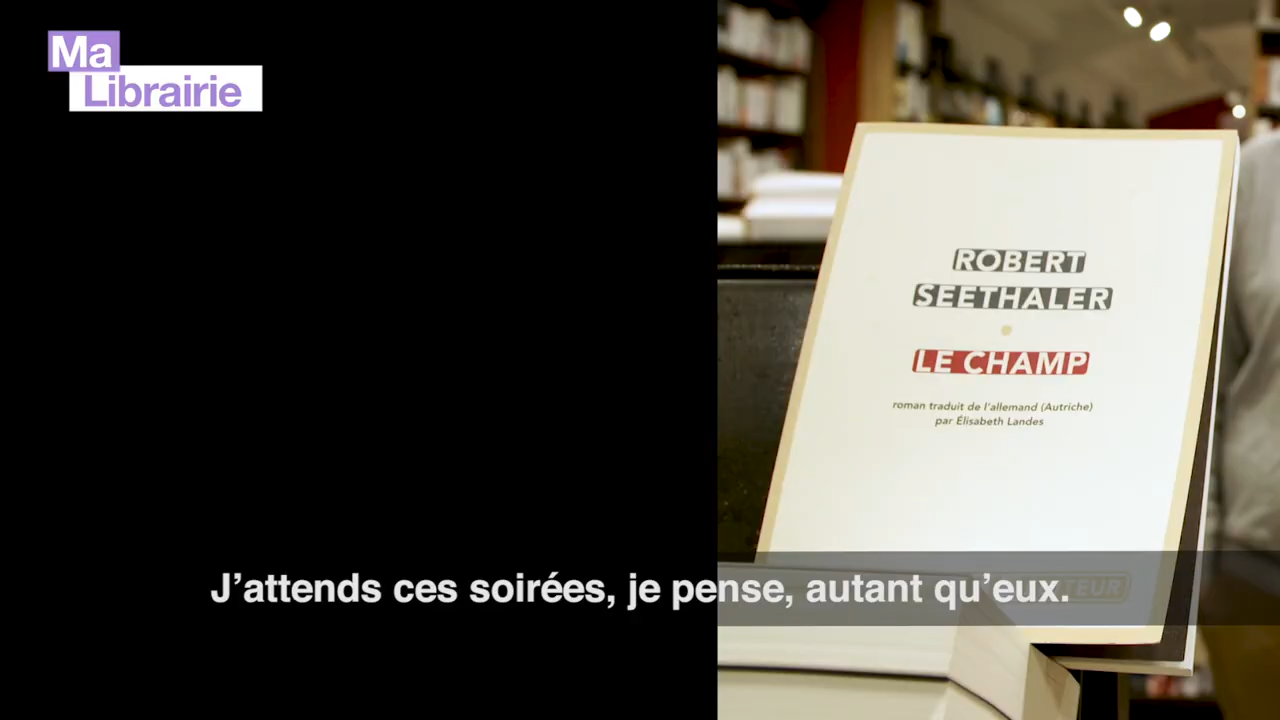 Ma
Librairie
ROBERT
SEETHALER
LE CHAMP
roman traduit de l'allemand (Autriche)
par Élisabeth Landes
J’attends ces soirées, je pense, autant qu’eux.